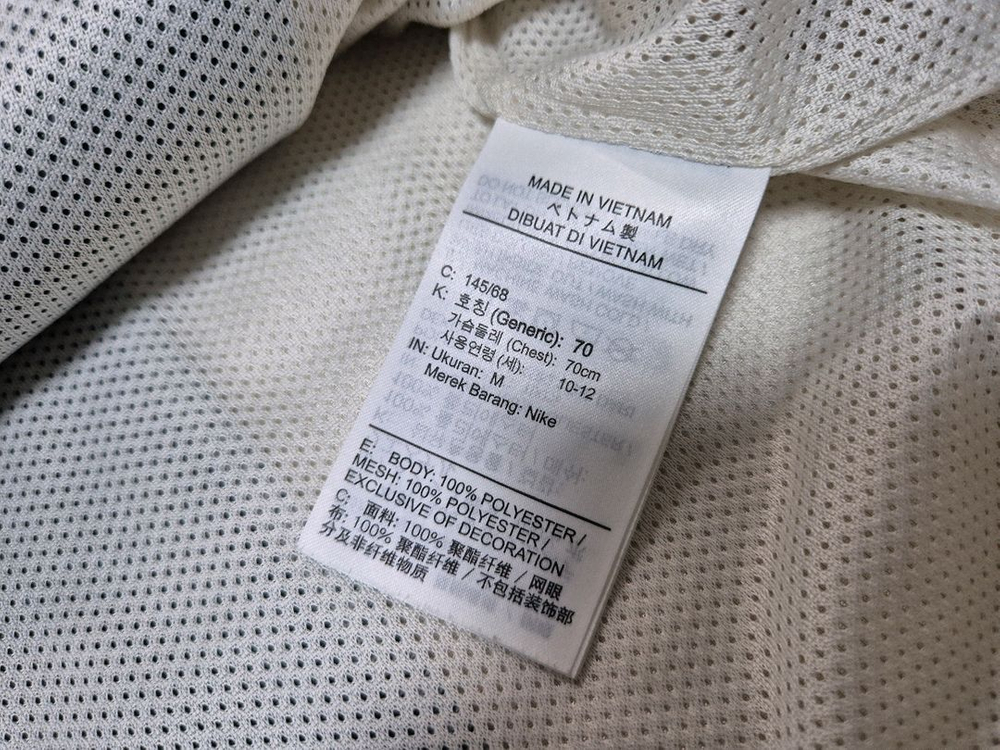 MADE IN VIETNAM
ベトナム製
DIBUAT DI VIETNAM
C: 145/68
K: 호칭 (Generic): 70
가슴둘레 (Chest): 70cm
사용연령 (세): 10-12
IN: Ukuran: M
Merek Barang: Nike
E: BODY: 100% POLYESTER /
MESH: 100% POLYESTER /
EXCLUSIVE OF DECORATION
C: 面料: 100% 聚酯纤维 / 网眼
布: 100% 聚酯纤维 / 不包括装饰部
分及非纤维物质